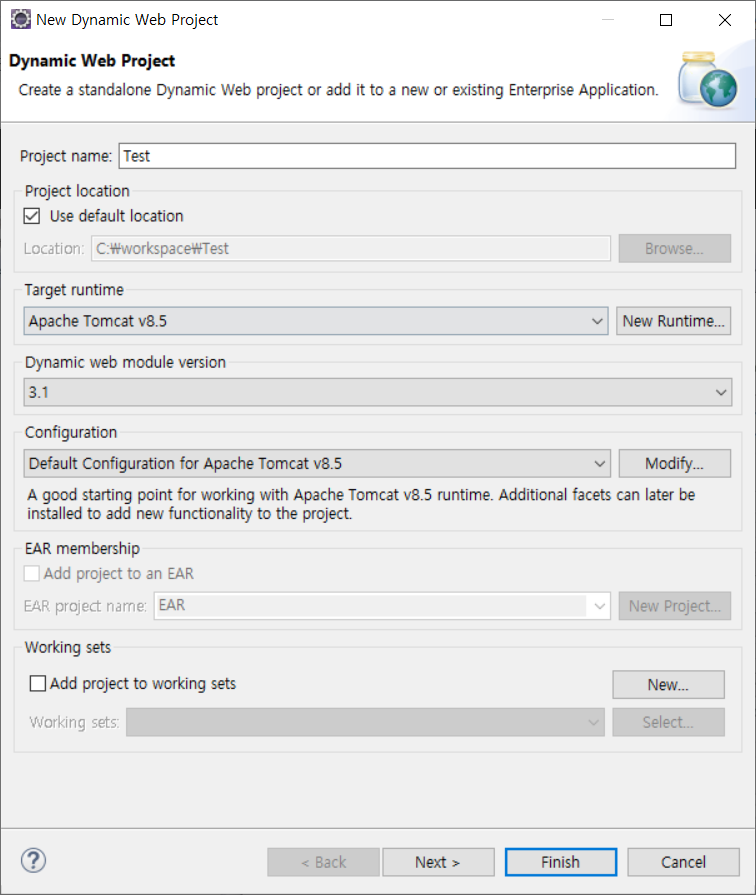 New Dynamic Web Project
Dynamic Web Project
Create a standalone Dynamic Web project or add it to a new or existing Enterprise Application.
Project name: Test
Project location
Use default location
Location: C:₩workspace₩Test Browse...
Target runtime
Apache Tomcat v8.5 New Runtime...
Dynamic web module version
3.1
Configuration
Default Configuration for Apache Tomcat v8.5 Modify...
A good starting point for working with Apache Tomcat v8.5 runtime. Additional facets can later be
installed to add new functionality to the project.
EAR membership
Add project to an EAR
EAR project name: EAR New Project...
Working sets
Add project to working sets New...
Working sets: Select...
? < Back Next > Finish Cancel